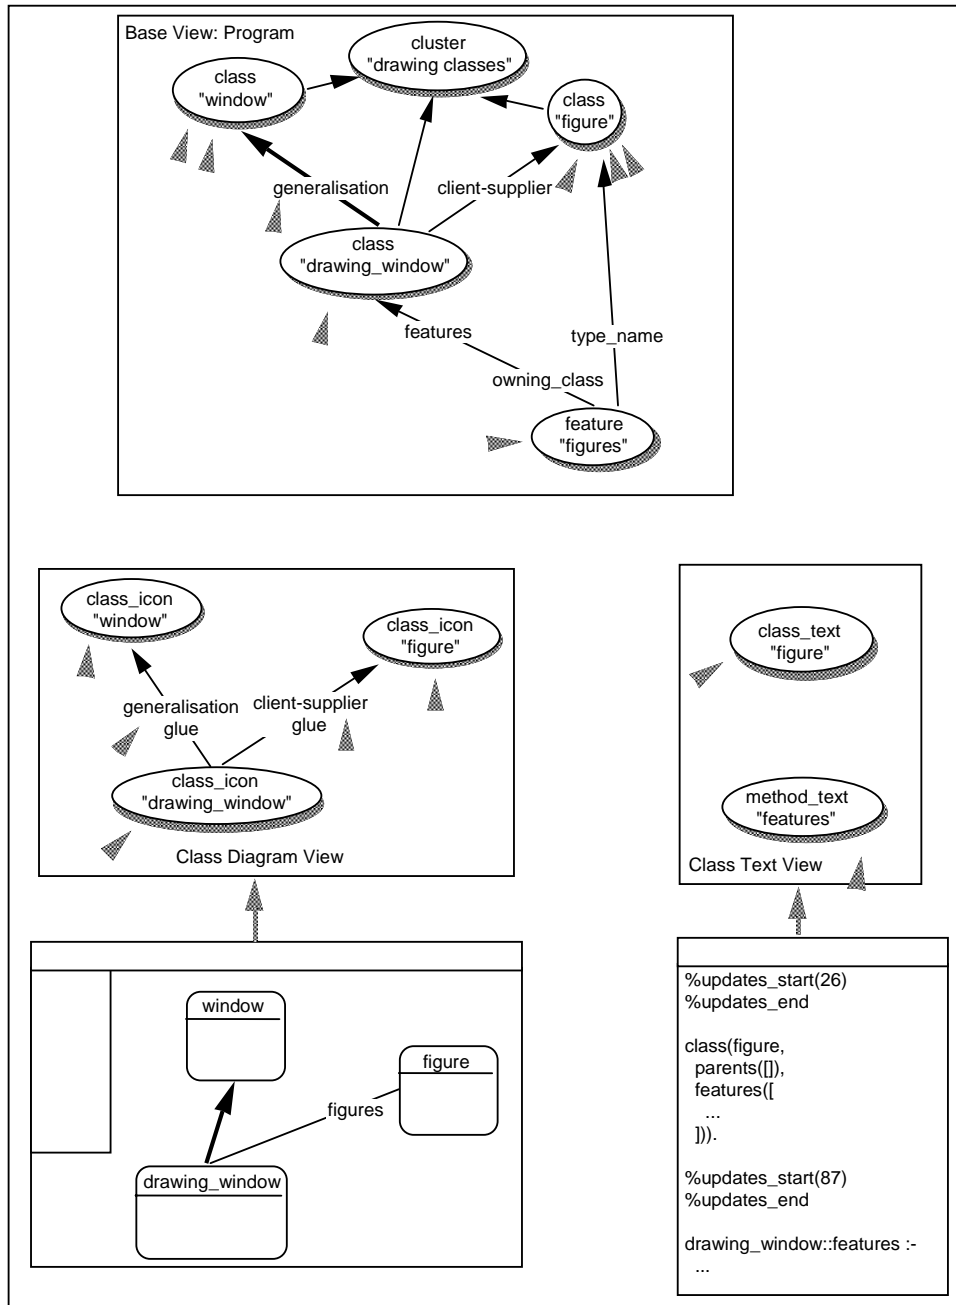 Base View: Program
cluster
"drawing classes"
class
"window"
class
"figure"
generalisation
client-supplier
class
"drawing_window"
features
type_name
owning_class
feature
"figures"
class_icon
"window"
class_icon
"figure"
generalisation
glue
client-supplier
glue
class_icon
"drawing_window"
Class Diagram View
class_text
"figure"
method_text
"features"
Class Text View
window
figure
figures
drawing_window
%updates_start(26)
%updates_end
class(figure,
parents([]),
features([
...
])).
%updates_start(87)
%updates_end
drawing_window::features :-
...